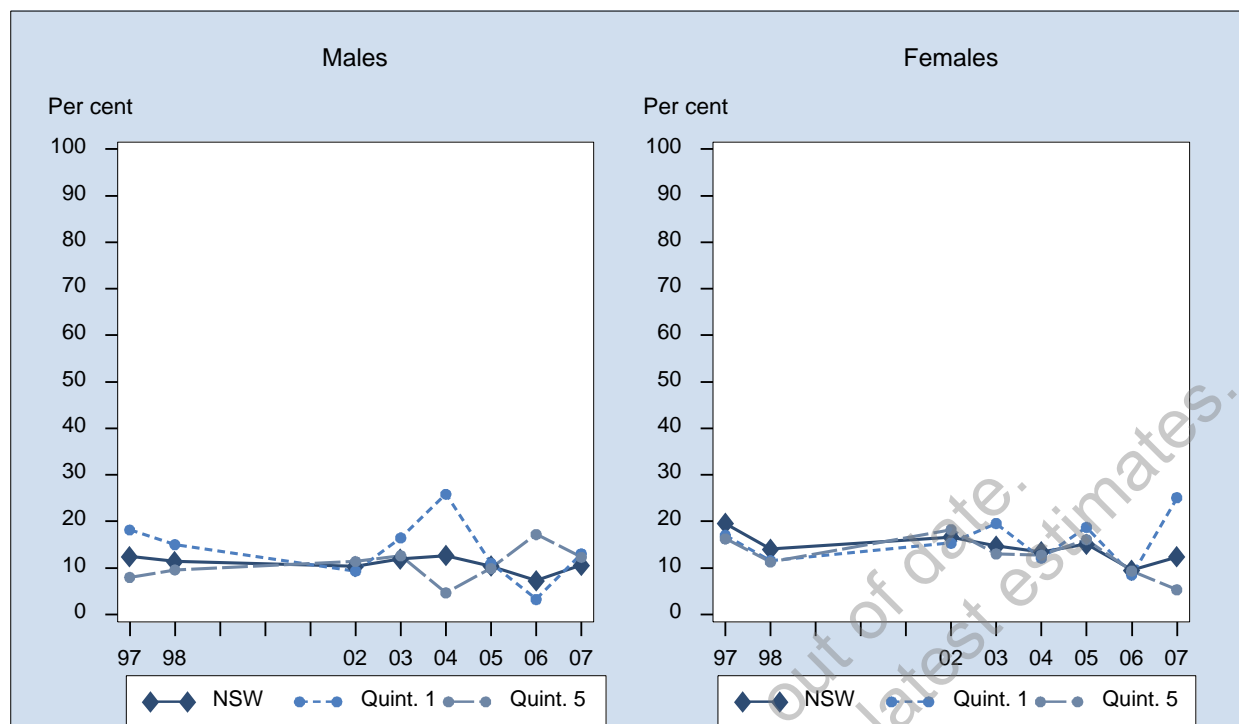 Males
Per cent
100
90
80
70
60
50
40
30
20
10
0
97 98 02 03 04 05 06 07
NSW Quint. 1 Quint. 5
Females
Per cent
100
90
80
70
60
50
40
30
20
10
0
97 98 02 03 04 05 06 07
NSW Quint. 1 Quint. 5
out of date.
latest estimates.